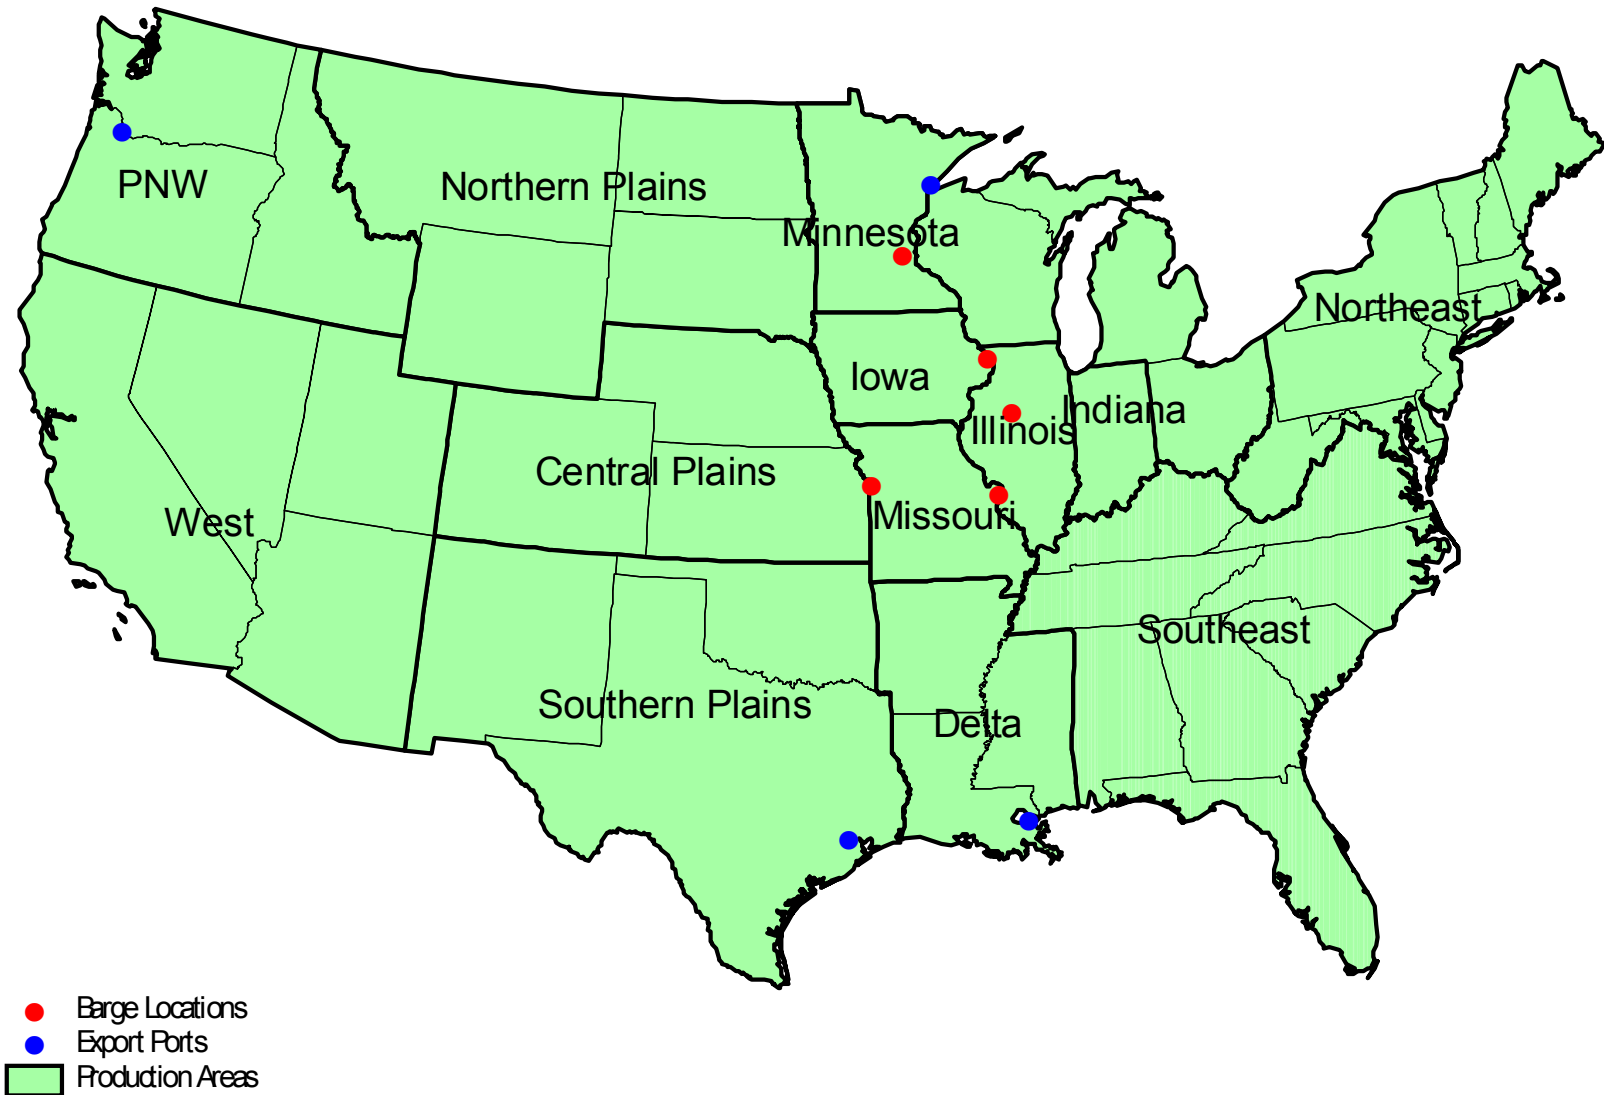 PNW
Northern Plains
Minnesota
Northeast
Iowa
Indiana
Illinois
Central Plains
Missouri
West
Southeast
Southern Plains
Delta
Barge Locations
Export Ports
Production Areas